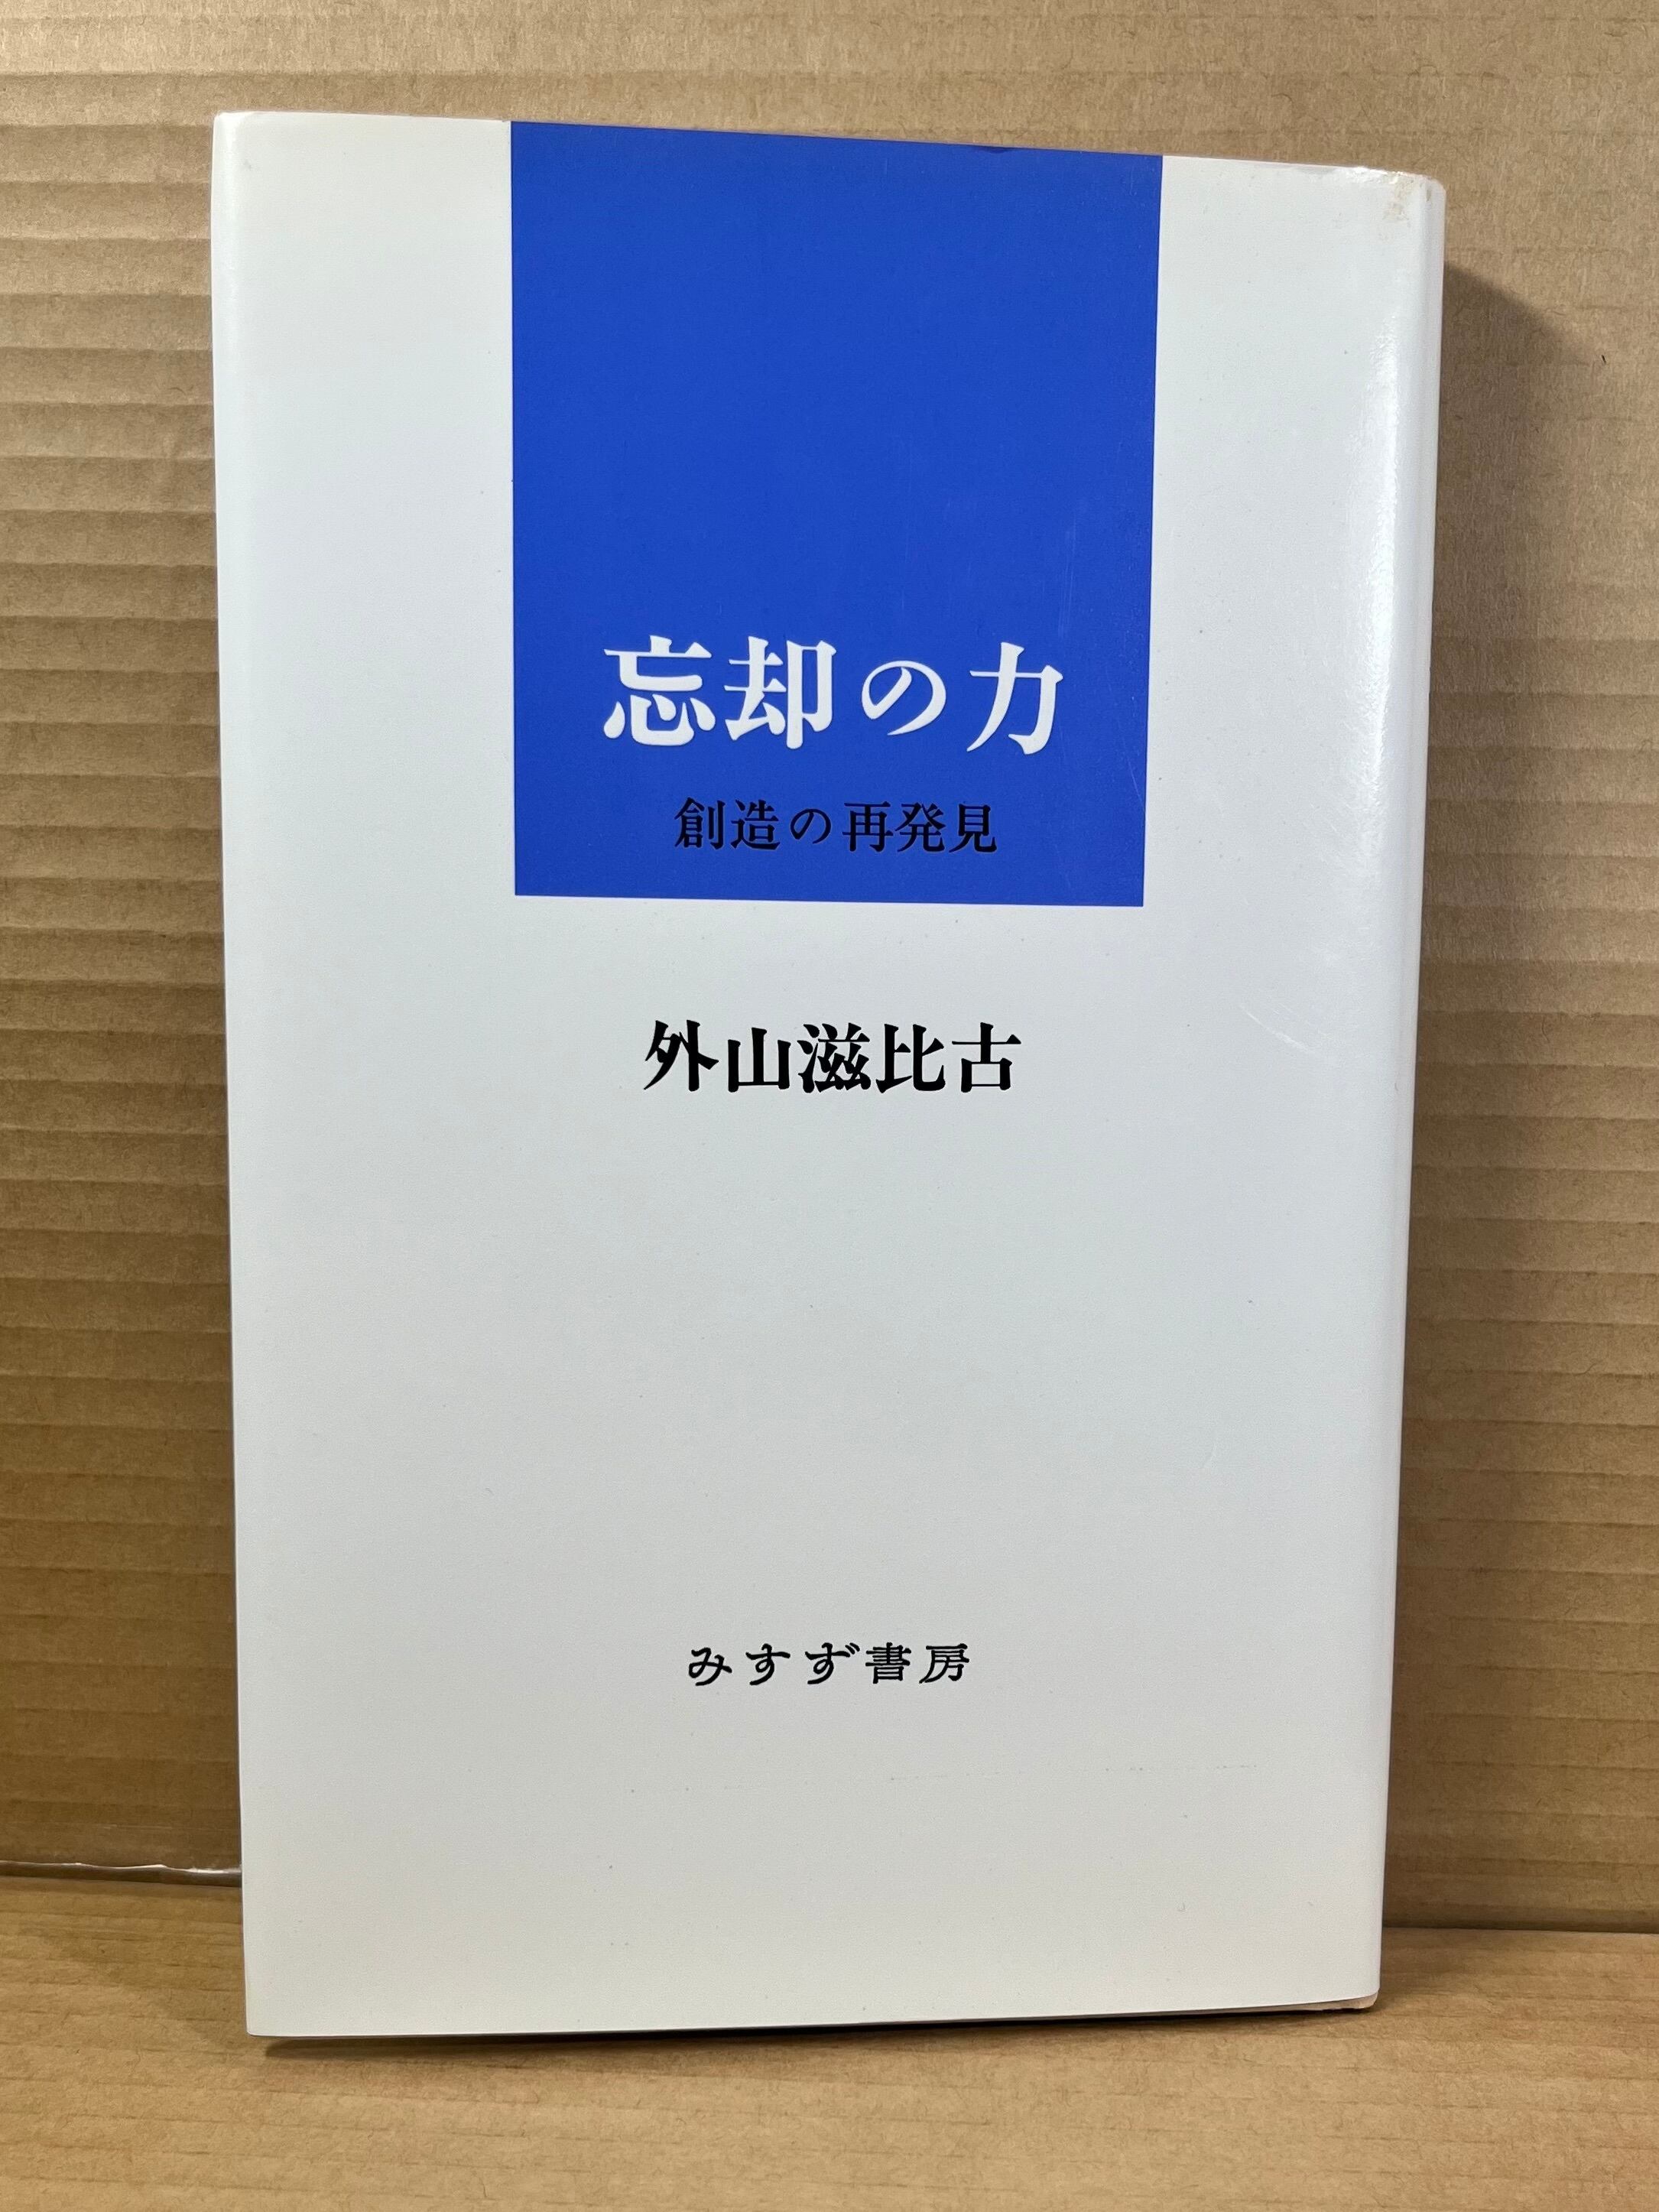 忘却の力
創造の再発見
外山滋比古
みすず書房